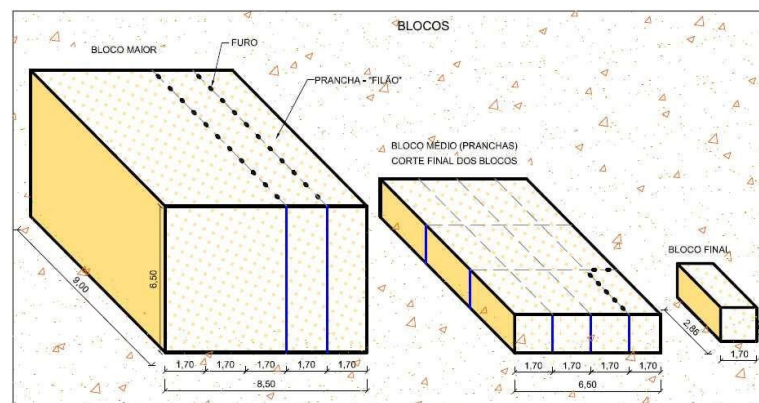 BLOCOS
BLOCO MAIOR
FURO
PRANCHA - "FILÃO"
9,00
6,50
1,70
1,70
1,70
1,70
1,70
8,50
BLOCO MÉDIO (PRANCHAS)
CORTE FINAL DOS BLOCOS
1,70
1,70
1,70
1,70
6,50
BLOCO FINAL
2,86
1,70